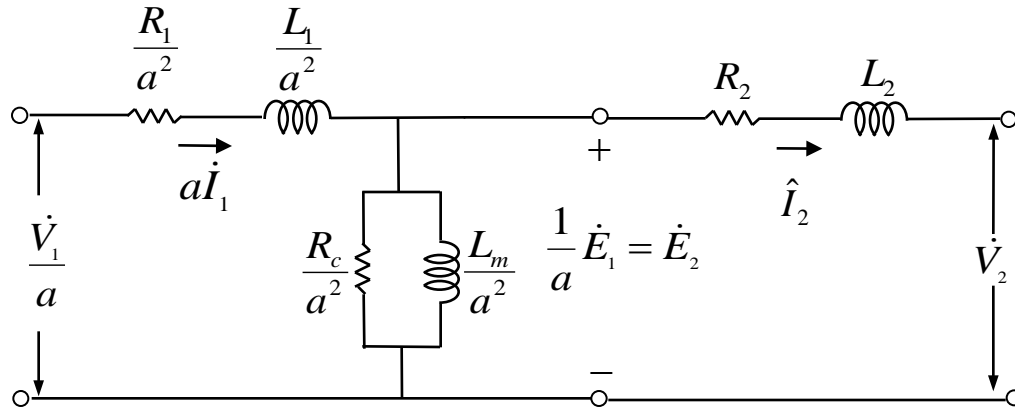 R₁/a²
L₁/a²
R₂
L₂
+
aİ₁
Î₂
V̇₁/a
R_c/a²
L_m/a²
1/a Ė₁ = Ė₂
V̇₂
−